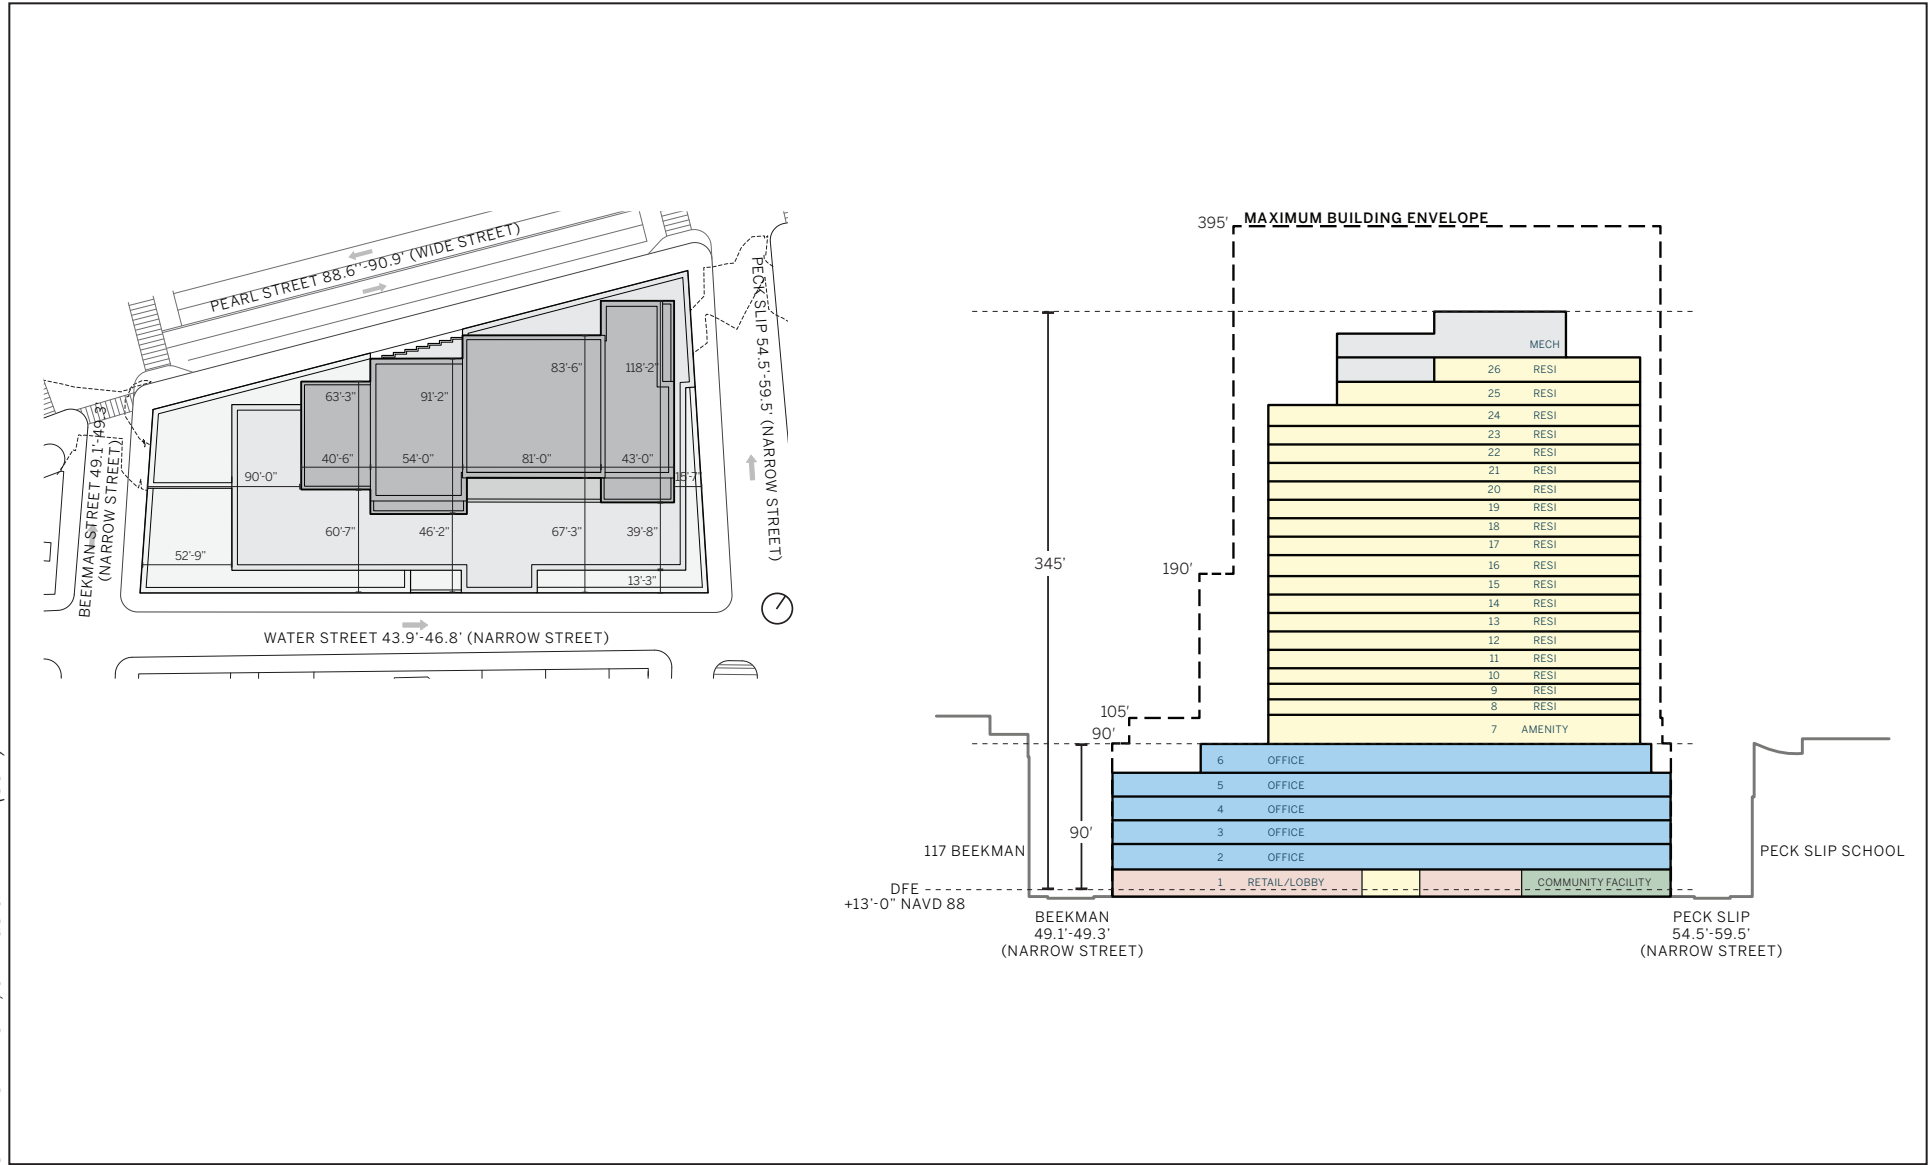 PEARL STREET 88.6"-90.9' (WIDE STREET)
PECK SLIP 54.5'-59.5' (NARROW STREET)
BEEKMAN STREET 49.1'-49.3'
(NARROW STREET)
83'-6"
118'-2"
63'-3"
91'-2"
40'-6"
54'-0"
81'-0"
43'-0"
90'-0"
15'-7"
60'-7"
46'-2"
67'-3"
39'-8"
52'-9"
13'-3"
WATER STREET 43.9'-46.8' (NARROW STREET)
395'
MAXIMUM BUILDING ENVELOPE
MECH
26 RESI
25 RESI
24 RESI
23 RESI
22 RESI
21 RESI
20 RESI
19 RESI
18 RESI
17 RESI
345'
190'
16 RESI
15 RESI
14 RESI
13 RESI
12 RESI
11 RESI
10 RESI
9 RESI
8 RESI
105'
7 AMENITY
90'
6 OFFICE
5 OFFICE
4 OFFICE
90'
3 OFFICE
2 OFFICE
117 BEEKMAN
PECK SLIP SCHOOL
1 RETAIL/LOBBY
COMMUNITY FACILITY
DFE
+13'-0" NAVD 88
BEEKMAN
49.1'-49.3'
(NARROW STREET)
PECK SLIP
54.5'-59.5'
(NARROW STREET)